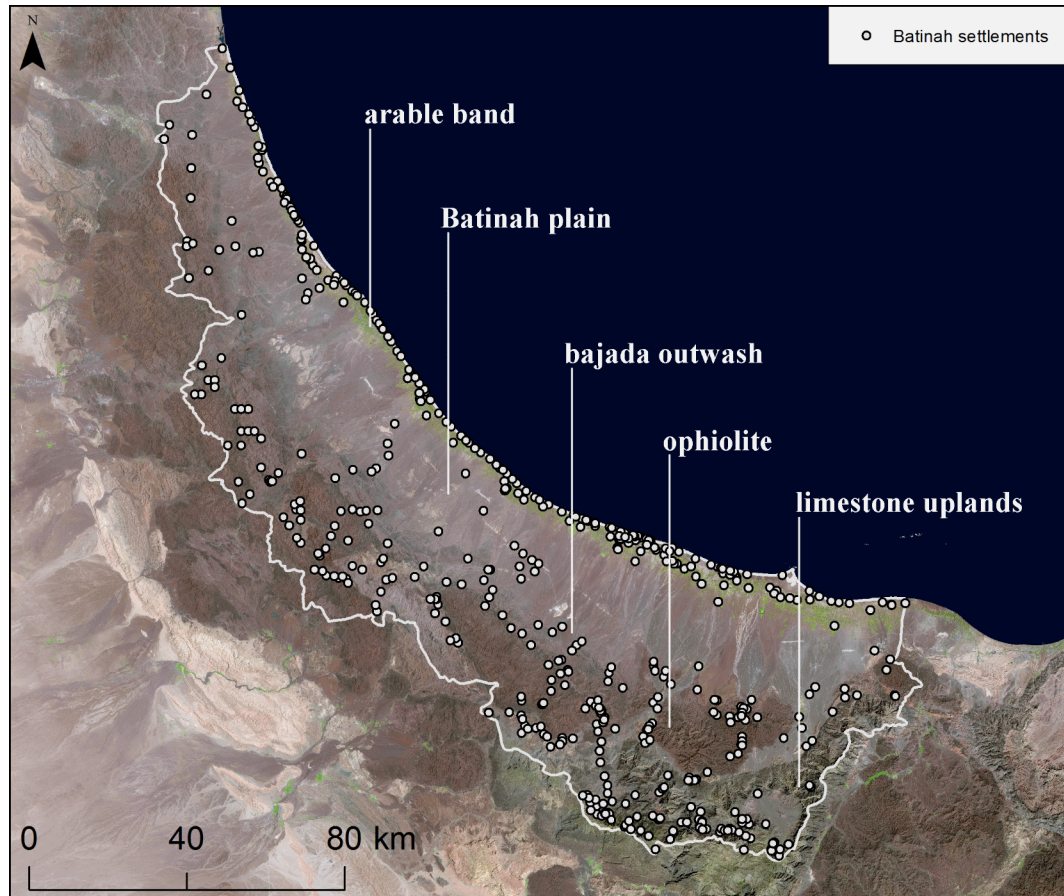 N
Batinah settlements
arable band
Batinah plain
bajada outwash
ophiolite
limestone uplands
0 40 80 km